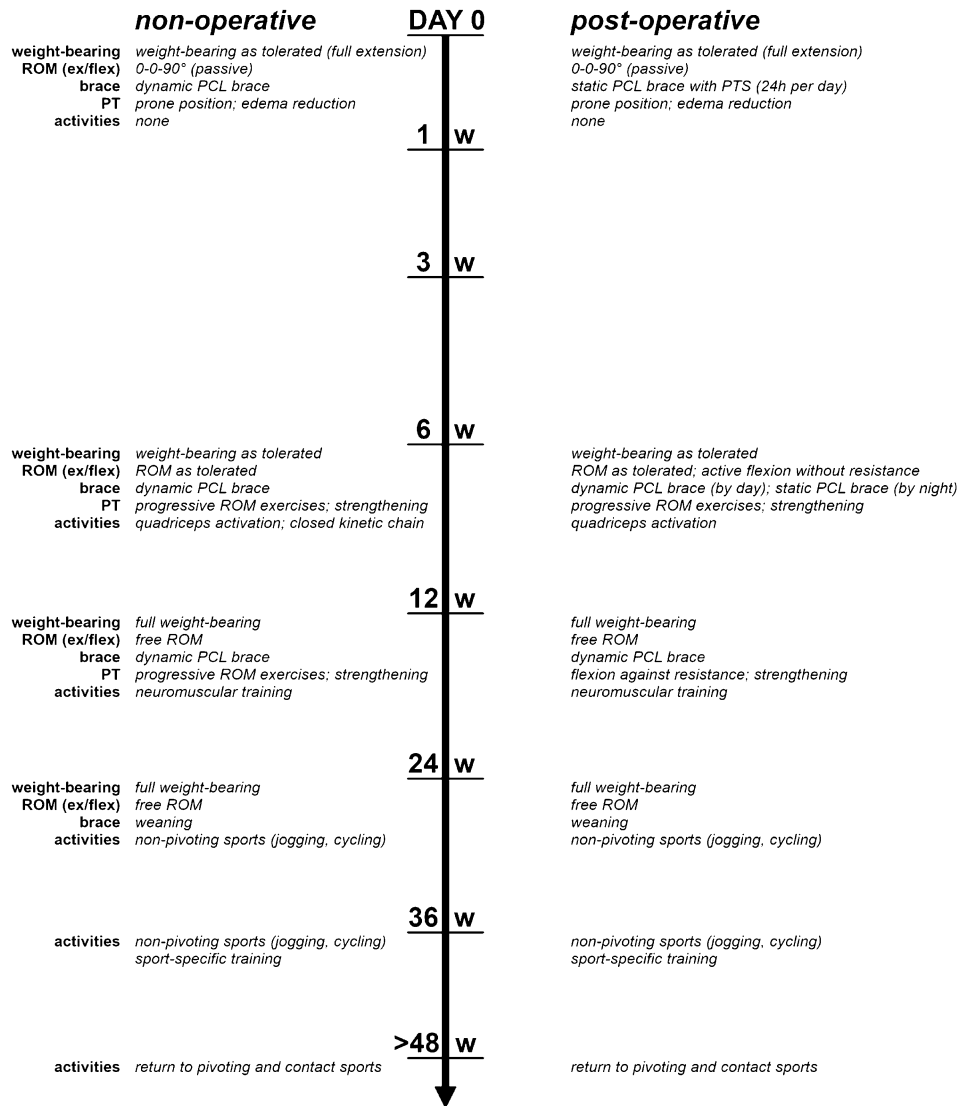 non-operative DAY 0 post-operative
weight-bearing weight-bearing as tolerated (full extension) weight-bearing as tolerated (full extension)
ROM (ex/flex) 0-0-90° (passive) 0-0-90° (passive)
brace dynamic PCL brace static PCL brace with PTS (24h per day)
PT prone position; edema reduction prone position; edema reduction
activities none none
1 w
3 w
6 w
weight-bearing weight-bearing as tolerated weight-bearing as tolerated
ROM (ex/flex) ROM as tolerated ROM as tolerated; active flexion without resistance
brace dynamic PCL brace dynamic PCL brace (by day); static PCL brace (by night)
PT progressive ROM exercises; strengthening progressive ROM exercises; strengthening
activities quadriceps activation; closed kinetic chain quadriceps activation
12 w
weight-bearing full weight-bearing full weight-bearing
ROM (ex/flex) free ROM free ROM
brace dynamic PCL brace dynamic PCL brace
PT progressive ROM exercises; strengthening flexion against resistance; strengthening
activities neuromuscular training neuromuscular training
24 w
weight-bearing full weight-bearing full weight-bearing
ROM (ex/flex) free ROM free ROM
brace weaning weaning
activities non-pivoting sports (jogging, cycling) non-pivoting sports (jogging, cycling)
36 w
activities non-pivoting sports (jogging, cycling) non-pivoting sports (jogging, cycling)
sport-specific training sport-specific training
>48 w
activities return to pivoting and contact sports return to pivoting and contact sports